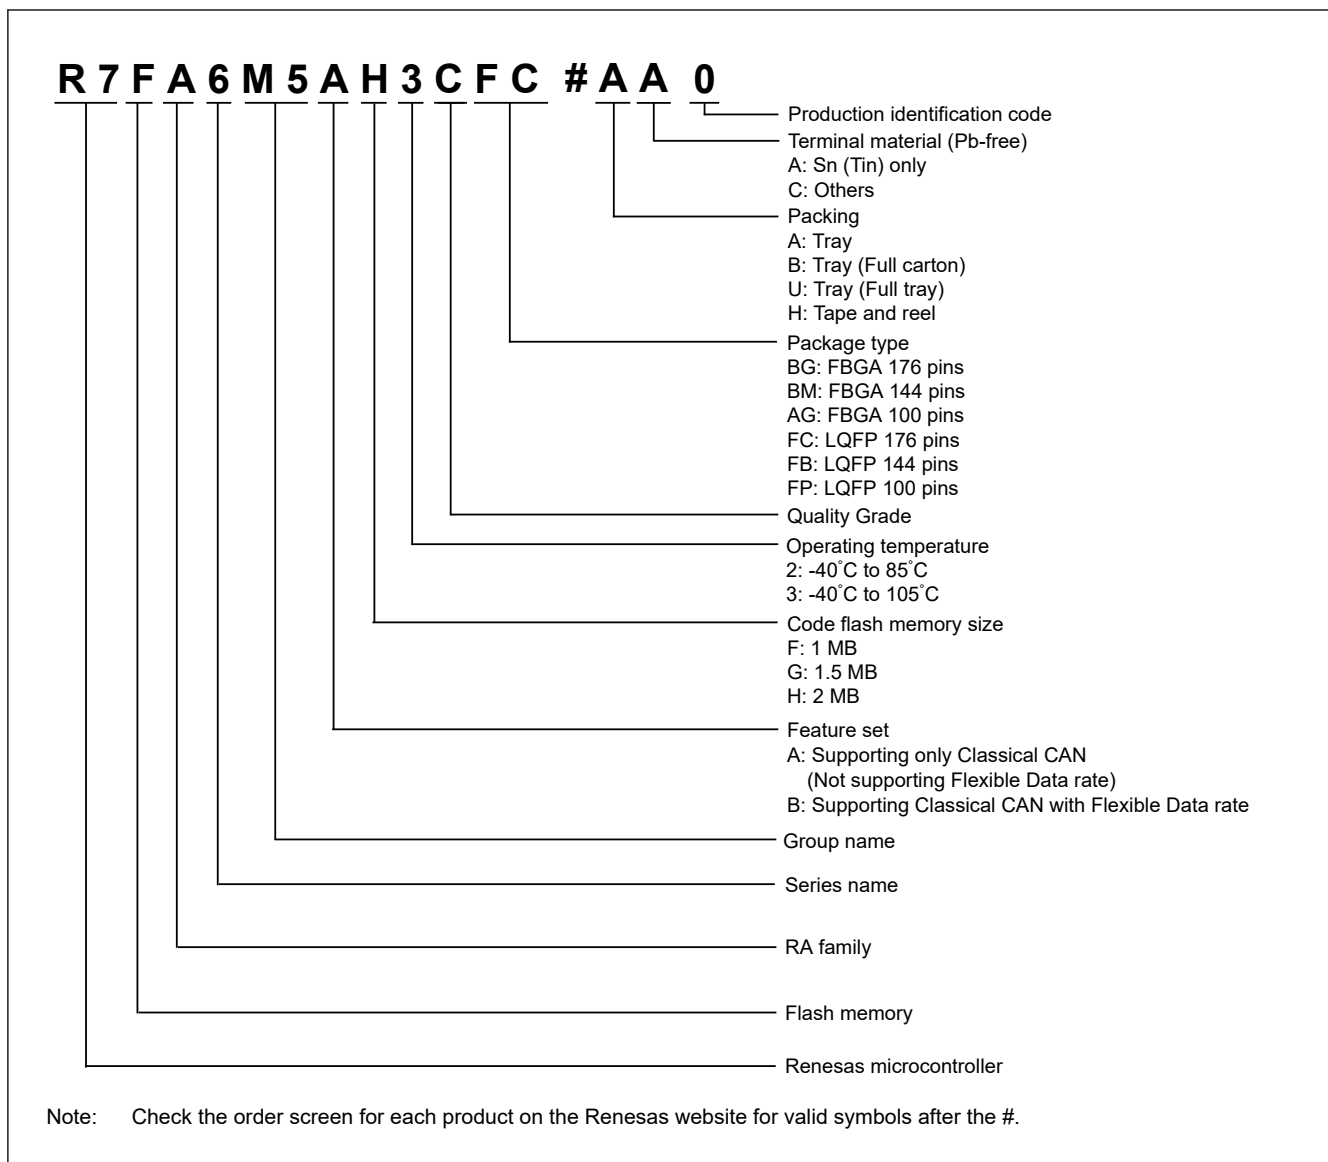 R7FA6M5AH3CFC #AA0
Production identification code
Terminal material (Pb-free)
A: Sn (Tin) only
C: Others
Packing
A: Tray
B: Tray (Full carton)
U: Tray (Full tray)
H: Tape and reel
Package type
BG: FBGA 176 pins
BM: FBGA 144 pins
AG: FBGA 100 pins
FC: LQFP 176 pins
FB: LQFP 144 pins
FP: LQFP 100 pins
Quality Grade
Operating temperature
2: -40°C to 85°C
3: -40°C to 105°C
Code flash memory size
F: 1 MB
G: 1.5 MB
H: 2 MB
Feature set
A: Supporting only Classical CAN
(Not supporting Flexible Data rate)
B: Supporting Classical CAN with Flexible Data rate
Group name
Series name
RA family
Flash memory
Renesas microcontroller
Note: Check the order screen for each product on the Renesas website for valid symbols after the #.